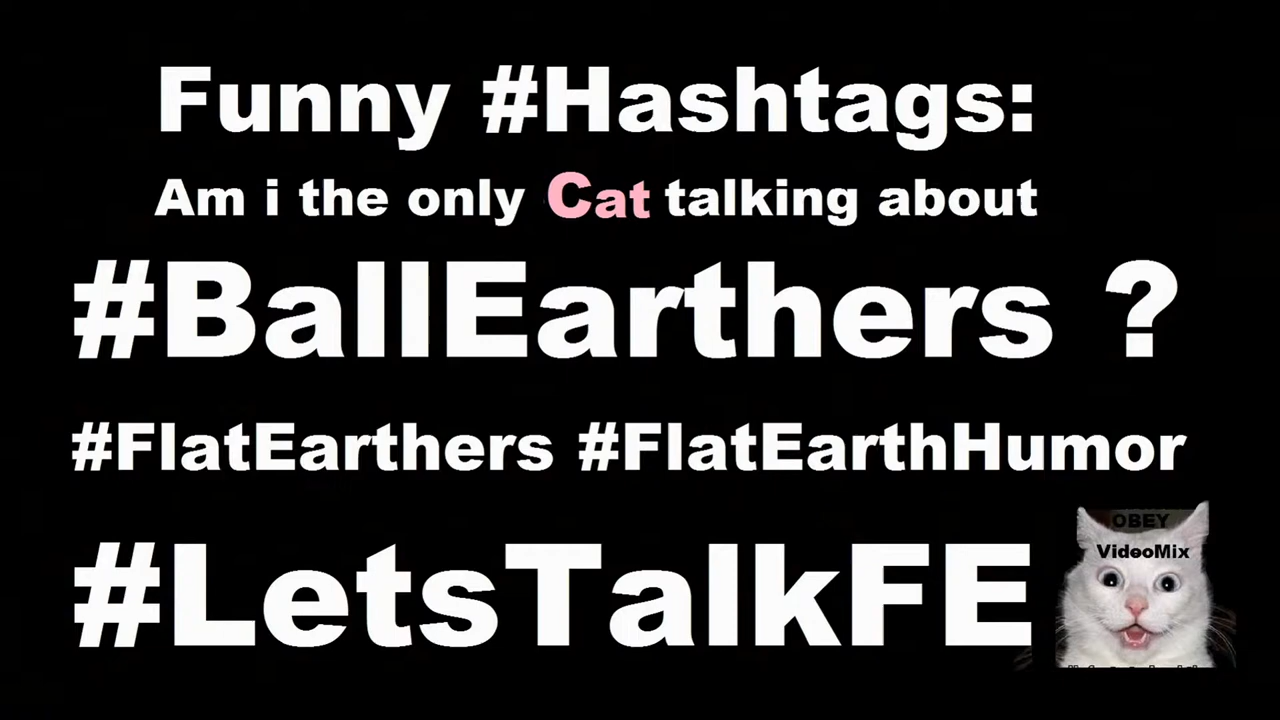 Funny #Hashtags:
Am i the only Cat talking about
#BallEarthers ?
#FlatEarthers #FlatEarthHumor
#LetsTalkFE
OBEY
VideoMix